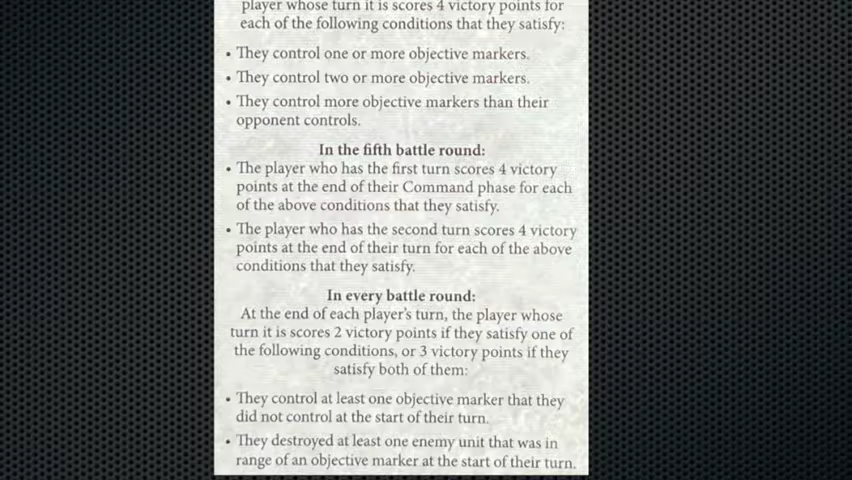 player whose turn it is scores 4 victory points for
each of the following conditions that they satisfy:
• They control one or more objective markers.
• They control two or more objective markers.
• They control more objective markers than their
opponent controls.
In the fifth battle round:
• The player who has the first turn scores 4 victory
points at the end of their Command phase for each
of the above conditions that they satisfy.
• The player who has the second turn scores 4 victory
points at the end of their turn for each of the above
conditions that they satisfy.
In every battle round:
At the end of each player's turn, the player whose
turn it is scores 2 victory points if they satisfy one of
the following conditions, or 3 victory points if they
satisfy both of them:
• They control at least one objective marker that they
did not control at the start of their turn.
• They destroyed at least one enemy unit that was in
range of an objective marker at the start of their turn.